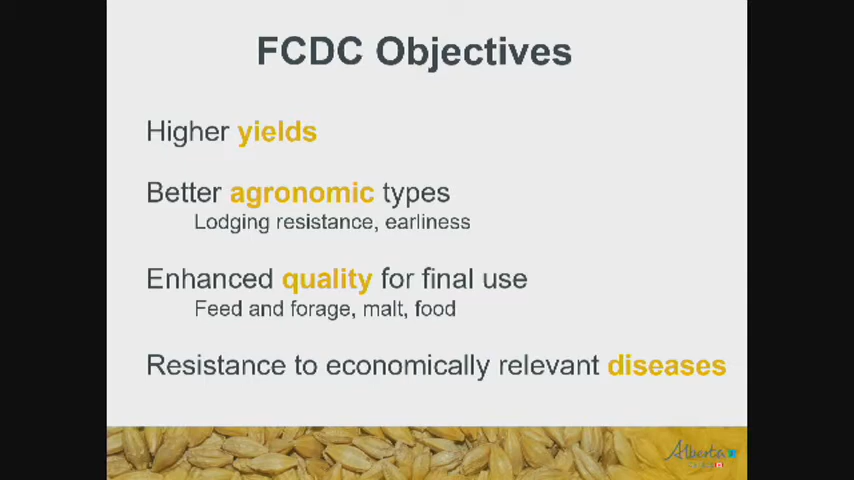 FCDC Objectives
Higher yields
Better agronomic types
Lodging resistance, earliness
Enhanced quality for final use
Feed and forage, malt, food
Resistance to economically relevant diseases
Alberta